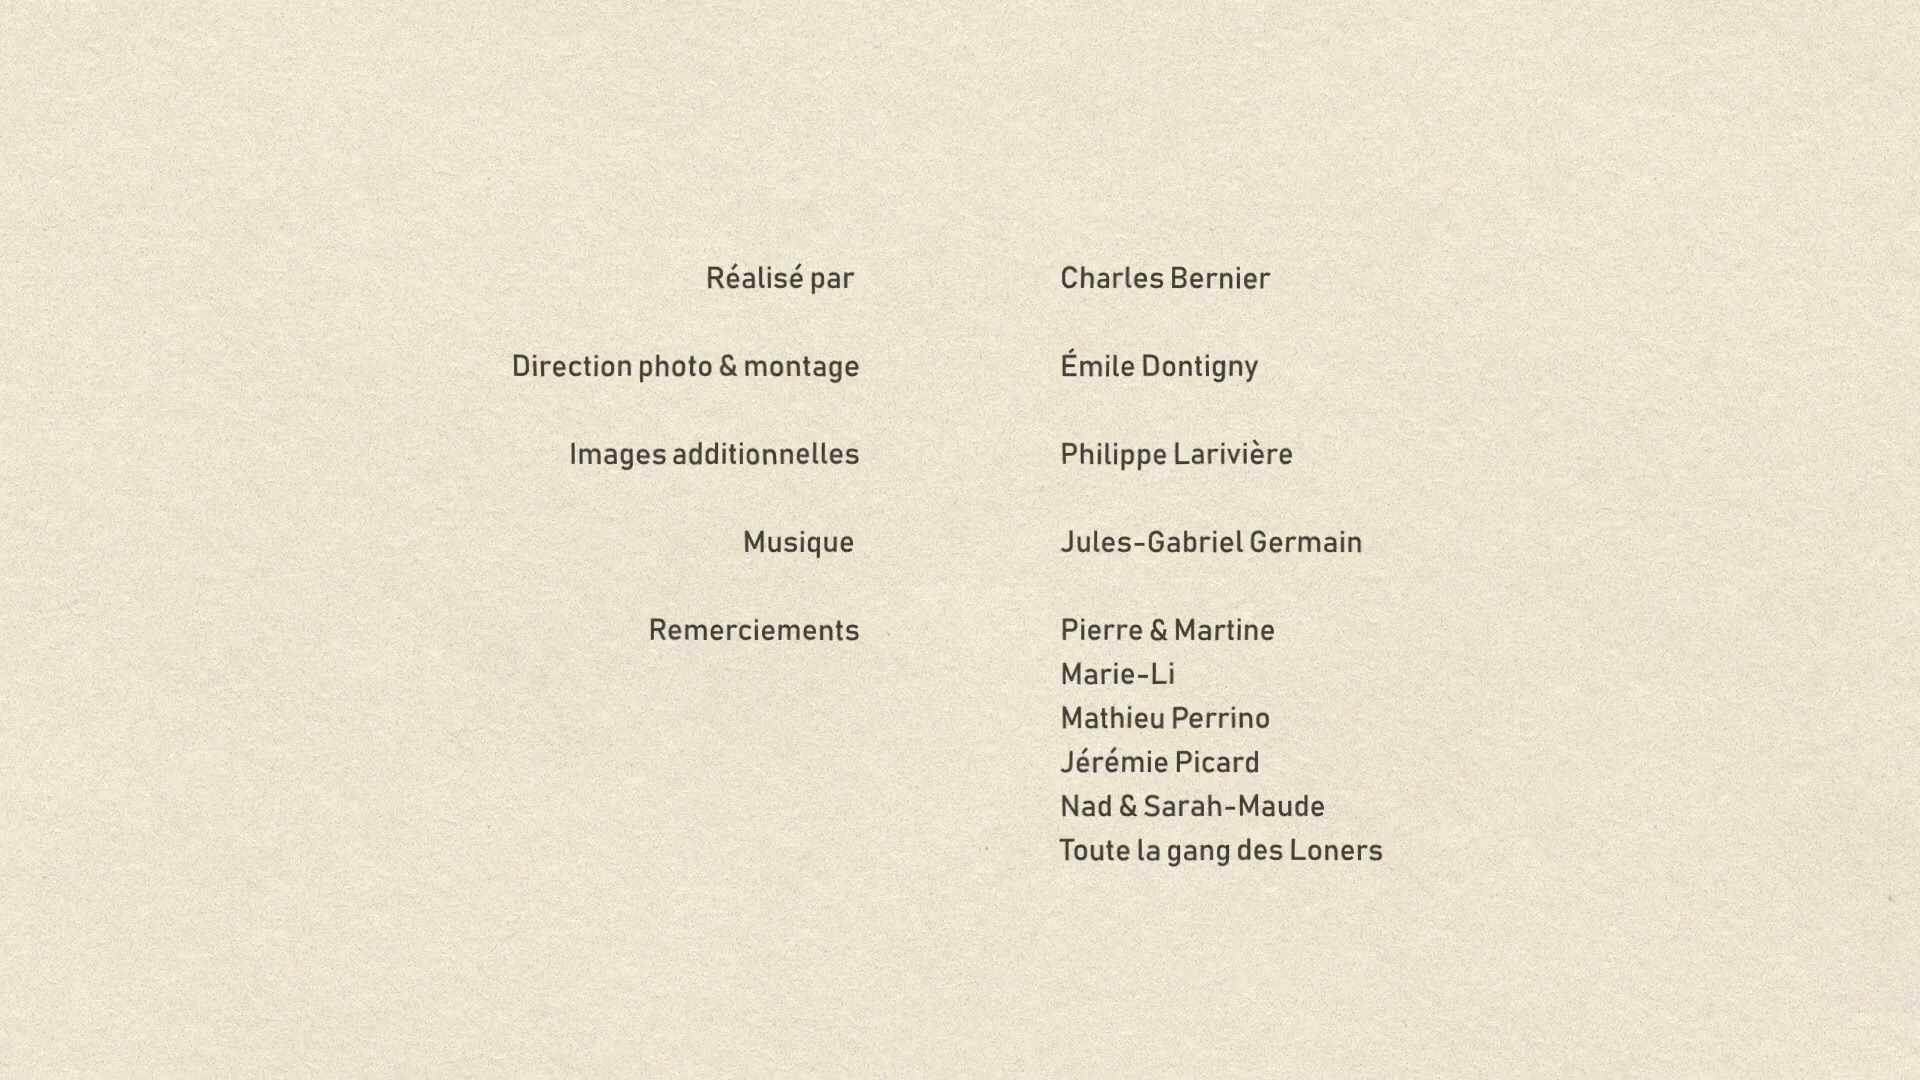 Réalisé par Charles Bernier
Direction photo & montage Émile Dontigny
Images additionnelles Philippe Larivière
Musique Jules-Gabriel Germain
Remerciements Pierre & Martine
Marie-Li
Mathieu Perrino
Jérémie Picard
Nad & Sarah-Maude
Toute la gang des Loners